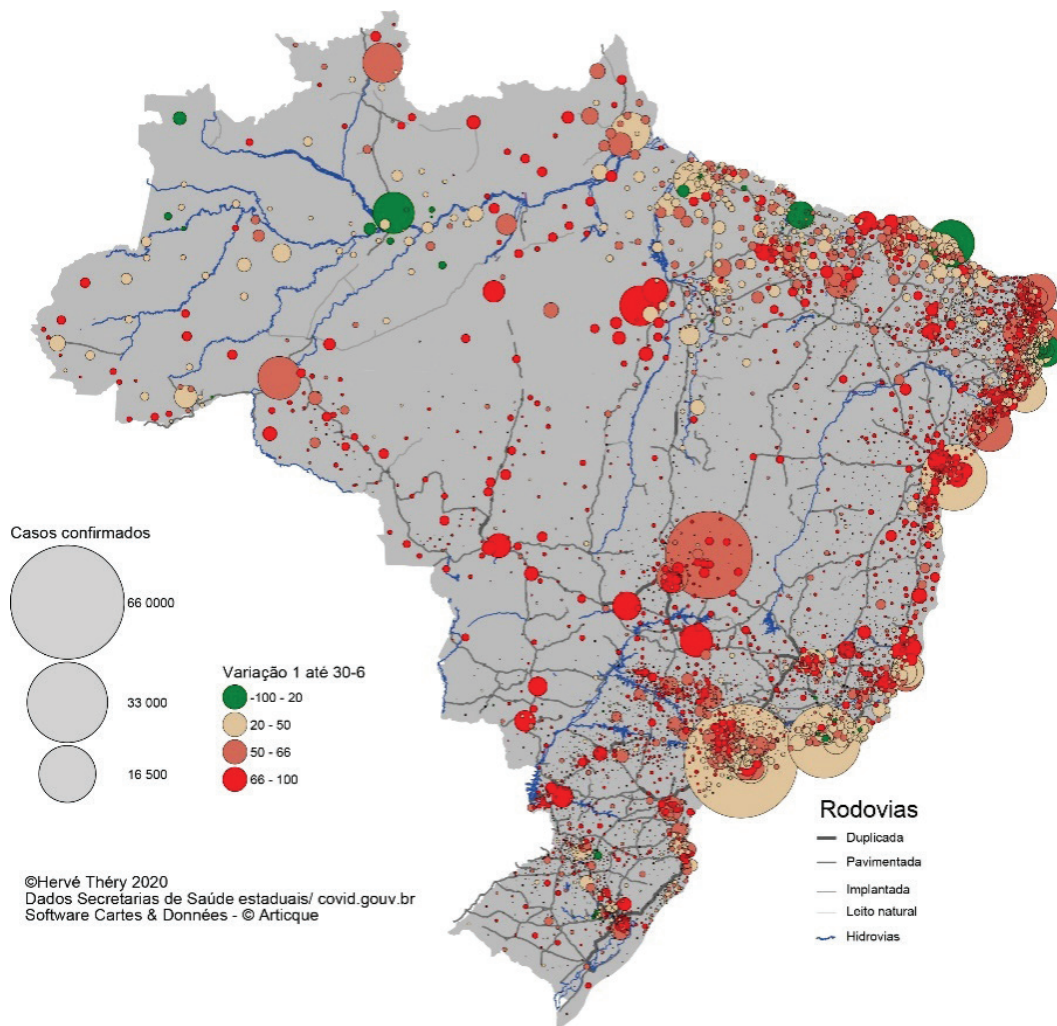 Casos confirmados
66 0000
33 000
16 500
Variação 1 até 30-6
-100 - 20
20 - 50
50 - 66
66 - 100
Rodovias
Duplicada
Pavimentada
Implantada
Leito natural
Hidrovias
©Hervé Théry 2020
Dados Secretarias de Saúde estaduais/ covid.gouv.br
Software Cartes & Données - © Articque